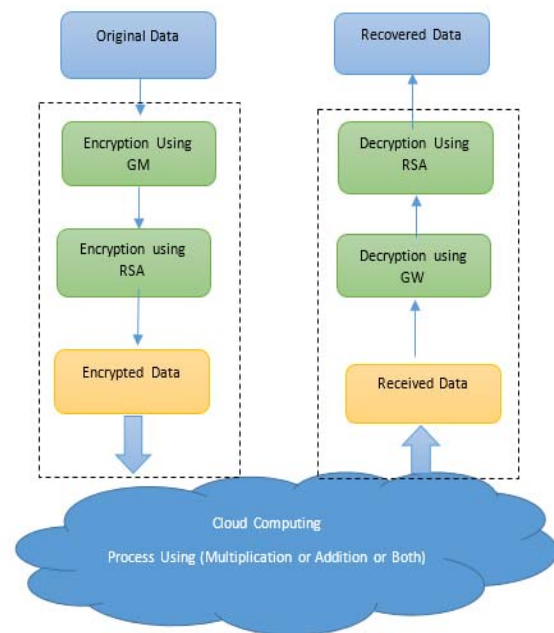 Original Data
Encryption Using
GM
Encryption using
RSA
Encrypted Data
Recovered Data
Decryption Using
RSA
Decryption using
GW
Received Data
Cloud Computing
Process Using (Multiplication or Addition or Both)